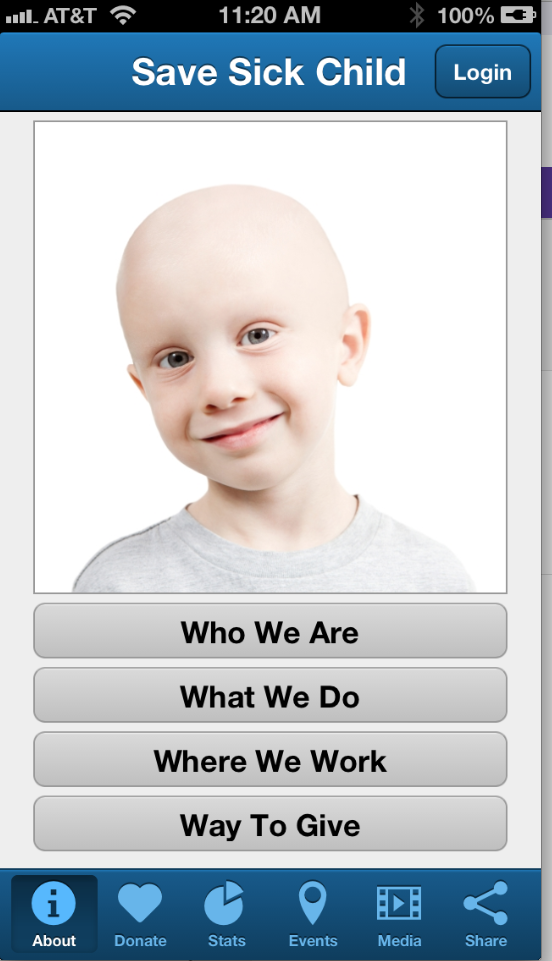 AT&T 11:20 AM 100%
Save Sick Child
Login
Who We Are
What We Do
Where We Work
Way To Give
About Donate Stats Events Media Share